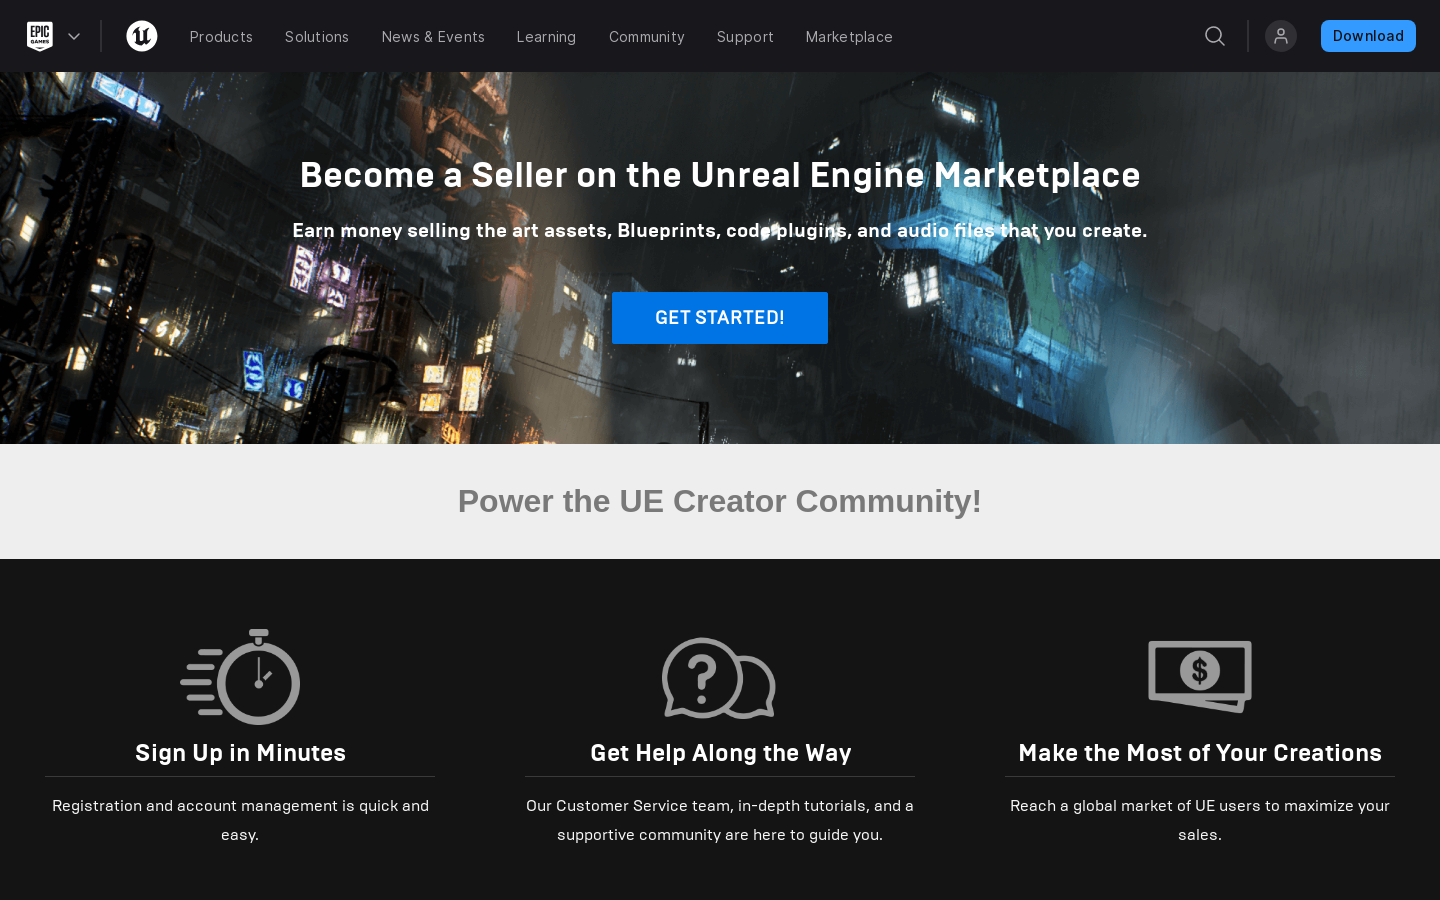 EPIC GAMES
Products
Solutions
News & Events
Learning
Community
Support
Marketplace
Download
Become a Seller on the Unreal Engine Marketplace
Earn money selling the art assets, Blueprints, code plugins, and audio files that you create.
GET STARTED!
Power the UE Creator Community!
Sign Up in Minutes
Registration and account management is quick and
easy.
Get Help Along the Way
Our Customer Service team, in-depth tutorials, and a
supportive community are here to guide you.
Make the Most of Your Creations
Reach a global market of UE users to maximize your
sales.